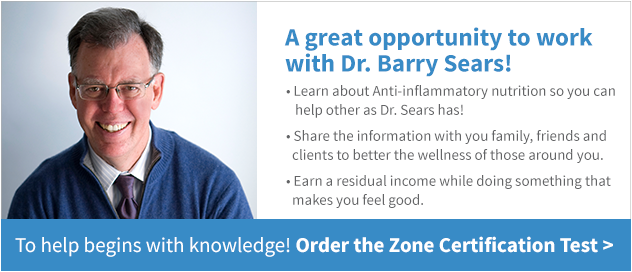 A great opportunity to work
with Dr. Barry Sears!
• Learn about Anti-inflammatory nutrition so you can
help other as Dr. Sears has!
• Share the information with you family, friends and
clients to better the wellness of those around you.
• Earn a residual income while doing something that
makes you feel good.
To help begins with knowledge! Order the Zone Certification Test >